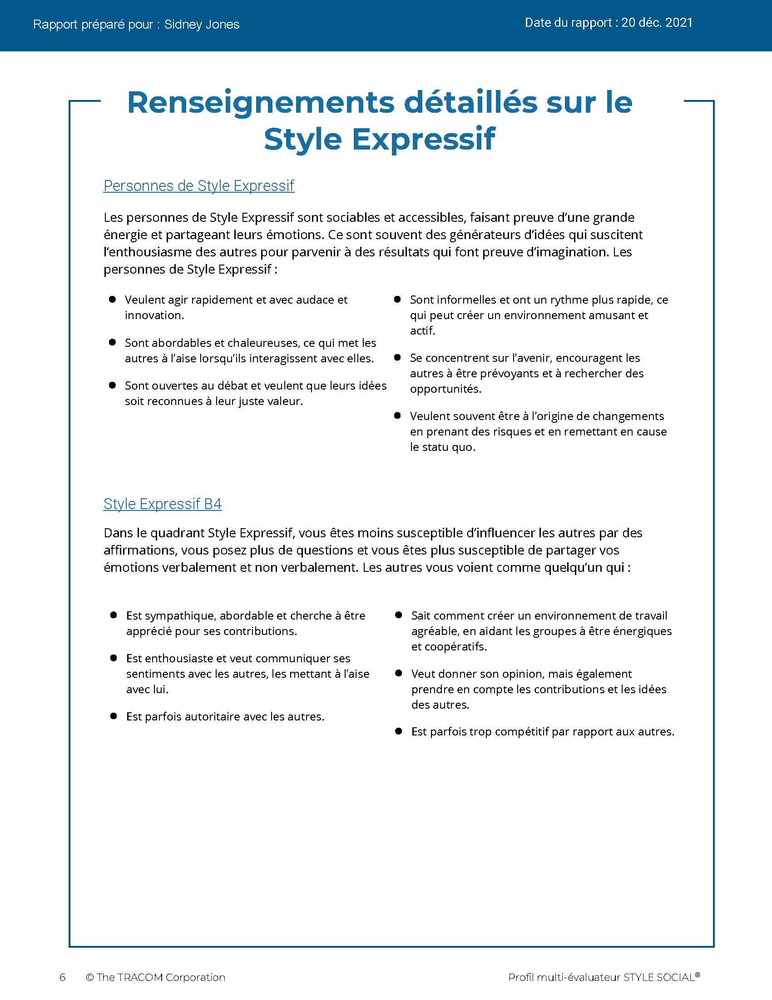 Rapport préparé pour : Sidney Jones
Date du rapport : 20 déc. 2021
Renseignements détaillés sur le
Style Expressif
Personnes de Style Expressif
Les personnes de Style Expressif sont sociables et accessibles, faisant preuve d’une grande
énergie et partageant leurs émotions. Ce sont souvent des générateurs d’idées qui suscitent
l’enthousiasme des autres pour parvenir à des résultats qui font preuve d’imagination. Les
personnes de Style Expressif :
● Veulent agir rapidement et avec audace et
innovation.
● Sont abordables et chaleureuses, ce qui met les
autres à l’aise lorsqu’ils interagissent avec elles.
● Sont ouvertes au débat et veulent que leurs idées
soit reconnues à leur juste valeur.
● Sont informelles et ont un rythme plus rapide, ce
qui peut créer un environnement amusant et
actif.
● Se concentrent sur l’avenir, encouragent les
autres à être prévoyants et à rechercher des
opportunités.
● Veulent souvent être à l’origine de changements
en prenant des risques et en remettant en cause
le statu quo.
Style Expressif B4
Dans le quadrant Style Expressif, vous êtes moins susceptible d’influencer les autres par des
affirmations, vous posez plus de questions et vous êtes plus susceptible de partager vos
émotions verbalement et non verbalement. Les autres vous voient comme quelqu’un qui :
● Est sympathique, abordable et cherche à être
apprécié pour ses contributions.
● Est enthousiaste et veut communiquer ses
sentiments avec les autres, les mettant à l’aise
avec lui.
● Est parfois autoritaire avec les autres.
● Sait comment créer un environnement de travail
agréable, en aidant les groupes à être énergiques
et coopératifs.
● Veut donner son opinion, mais également
prendre en compte les contributions et les idées
des autres.
● Est parfois trop compétitif par rapport aux autres.
6 © The TRACOM Corporation
Profil multi-évaluateur STYLE SOCIAL®